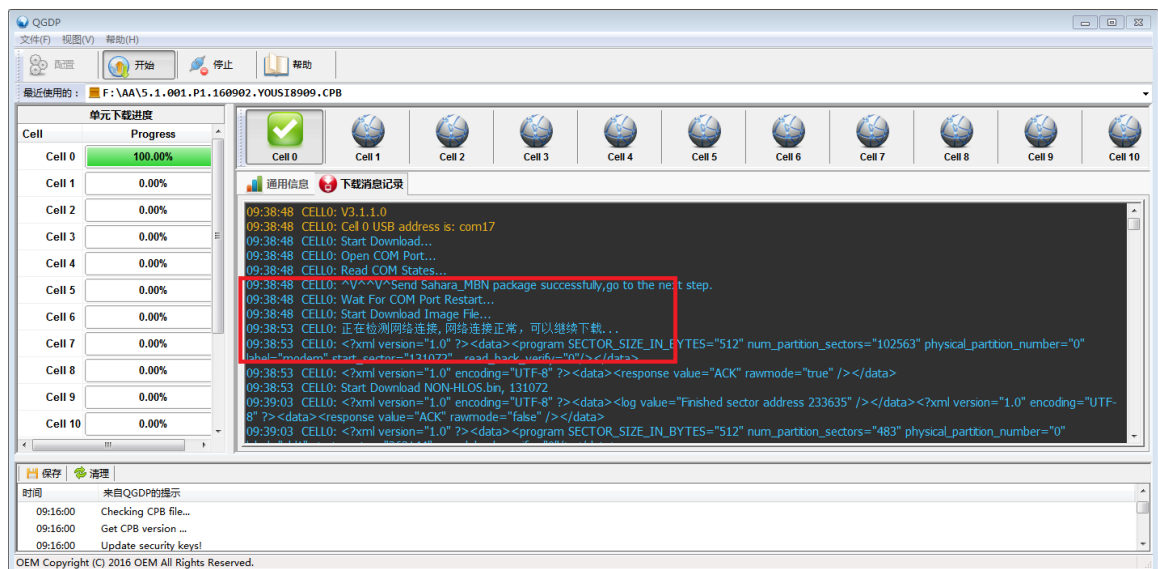 QGDP
文件(F) 视图(V) 帮助(H)
配置 开始 停止 帮助
最近使用的： F:\AA\5.1.001.P1.160902.YOUSI8909.CPB
单元下载进度
Cell Progress
Cell 0 100.00%
Cell 1 0.00%
Cell 2 0.00%
Cell 3 0.00%
Cell 4 0.00%
Cell 5 0.00%
Cell 6 0.00%
Cell 7 0.00%
Cell 8 0.00%
Cell 9 0.00%
Cell 10 0.00%
Cell 0 Cell 1 Cell 2 Cell 3 Cell 4 Cell 5 Cell 6 Cell 7 Cell 8 Cell 9 Cell 10
通用信息 下载消息记录
09:38:48 CELL0: V3.1.1.0
09:38:48 CELL0: Cell 0 USB address is: com17
09:38:48 CELL0: Start Download...
09:38:48 CELL0: Open COM Port...
09:38:48 CELL0: Read COM States...
09:38:48 CELL0: ^V^^V^Send Sahara_MBN package successfully,go to the next step.
09:38:48 CELL0: Wait For COM Port Restart...
09:38:48 CELL0: Start Download Image File...
09:38:53 CELL0: 正在检测网络连接,网络连接正常，可以继续下载...
09:38:53 CELL0: <?xml version="1.0" ?><data><program SECTOR_SIZE_IN_BYTES="512" num_partition_sectors="102563" physical_partition_number="0"
label="modem" start_sector="131072" read_back_verify="0"/></data>
09:38:53 CELL0: <?xml version="1.0" encoding="UTF-8" ?><data><response value="ACK" rawmode="true" /></data>
09:38:53 CELL0: Start Download NON-HLOS.bin, 131072
09:39:03 CELL0: <?xml version="1.0" encoding="UTF-8" ?><data><log value="Finished sector address 233635" /></data><?xml version="1.0" encoding="UTF-
8" ?><data><response value="ACK" rawmode="false" /></data>
09:39:03 CELL0: <?xml version="1.0" ?><data><program SECTOR_SIZE_IN_BYTES="512" num_partition_sectors="483" physical_partition_number="0"
保存 清理
时间 来自QGDP的提示
09:16:00 Checking CPB file...
09:16:00 Get CPB version ...
09:16:00 Update security keys!
OEM Copyright (C) 2016 OEM All Rights Reserved.